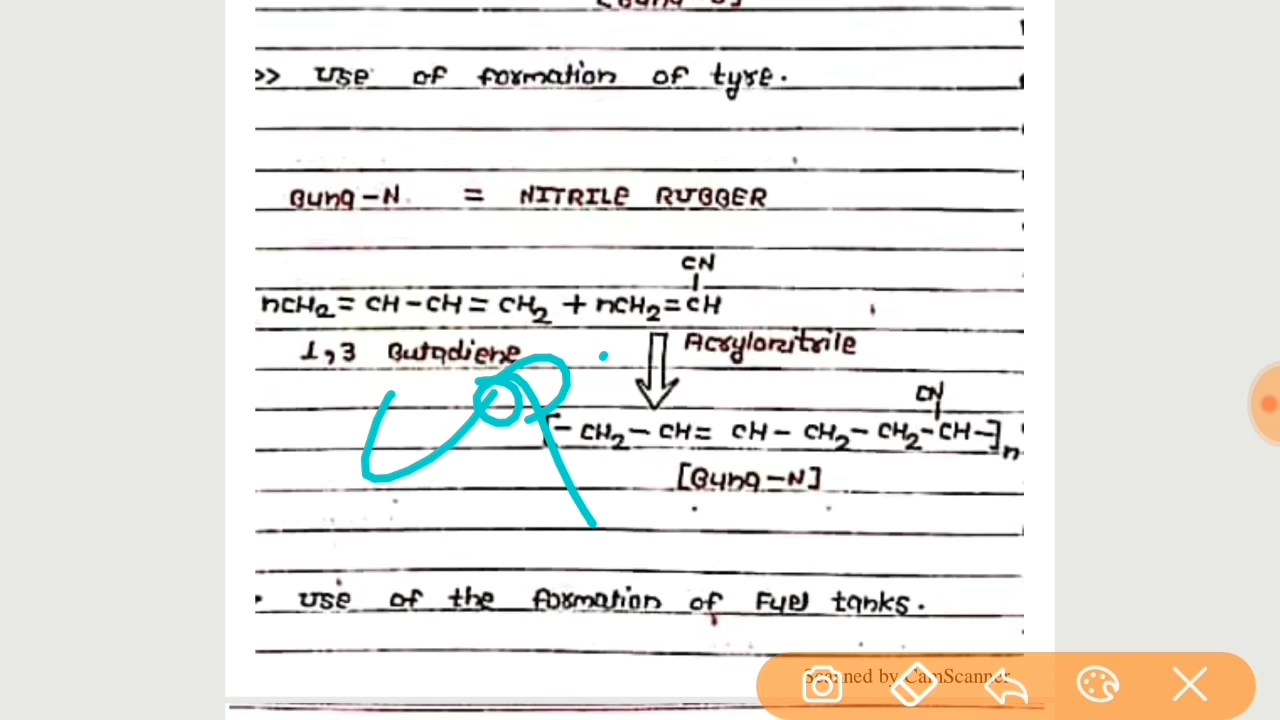 >> use of formation of tyre.
Buna-N = NITRILE RUBBER
CN
nCH2 = CH-CH = CH2 + nCH2=CH
1,3 Butadiene Acrylonitrile
CN
[- CH2 - CH = CH - CH2 - CH2 - CH -]n
[Buna-N]
use of the formation of Fuel tanks.
Scanned by CamScanner